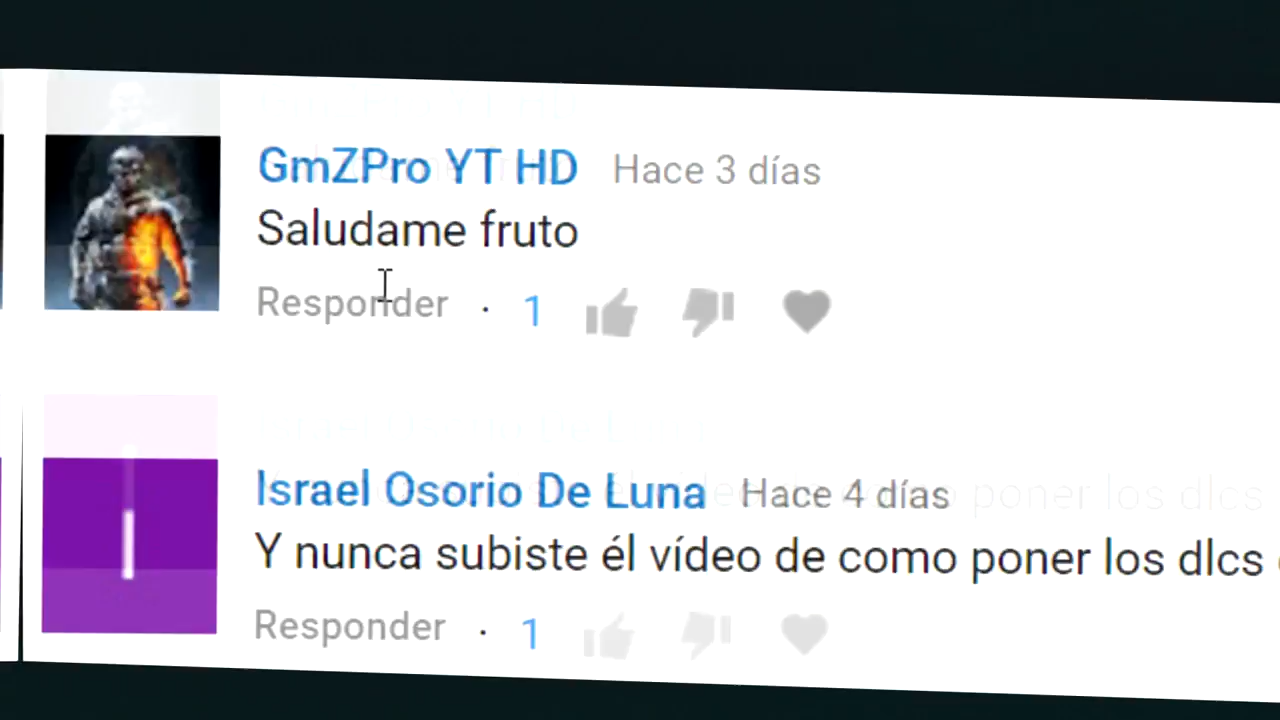 GmZPro YT HD Hace 3 días
Saludame fruto
Responder · 1
Israel Osorio De Luna Hace 4 días
Y nunca subiste él vídeo de como poner los dlcs
Responder · 1